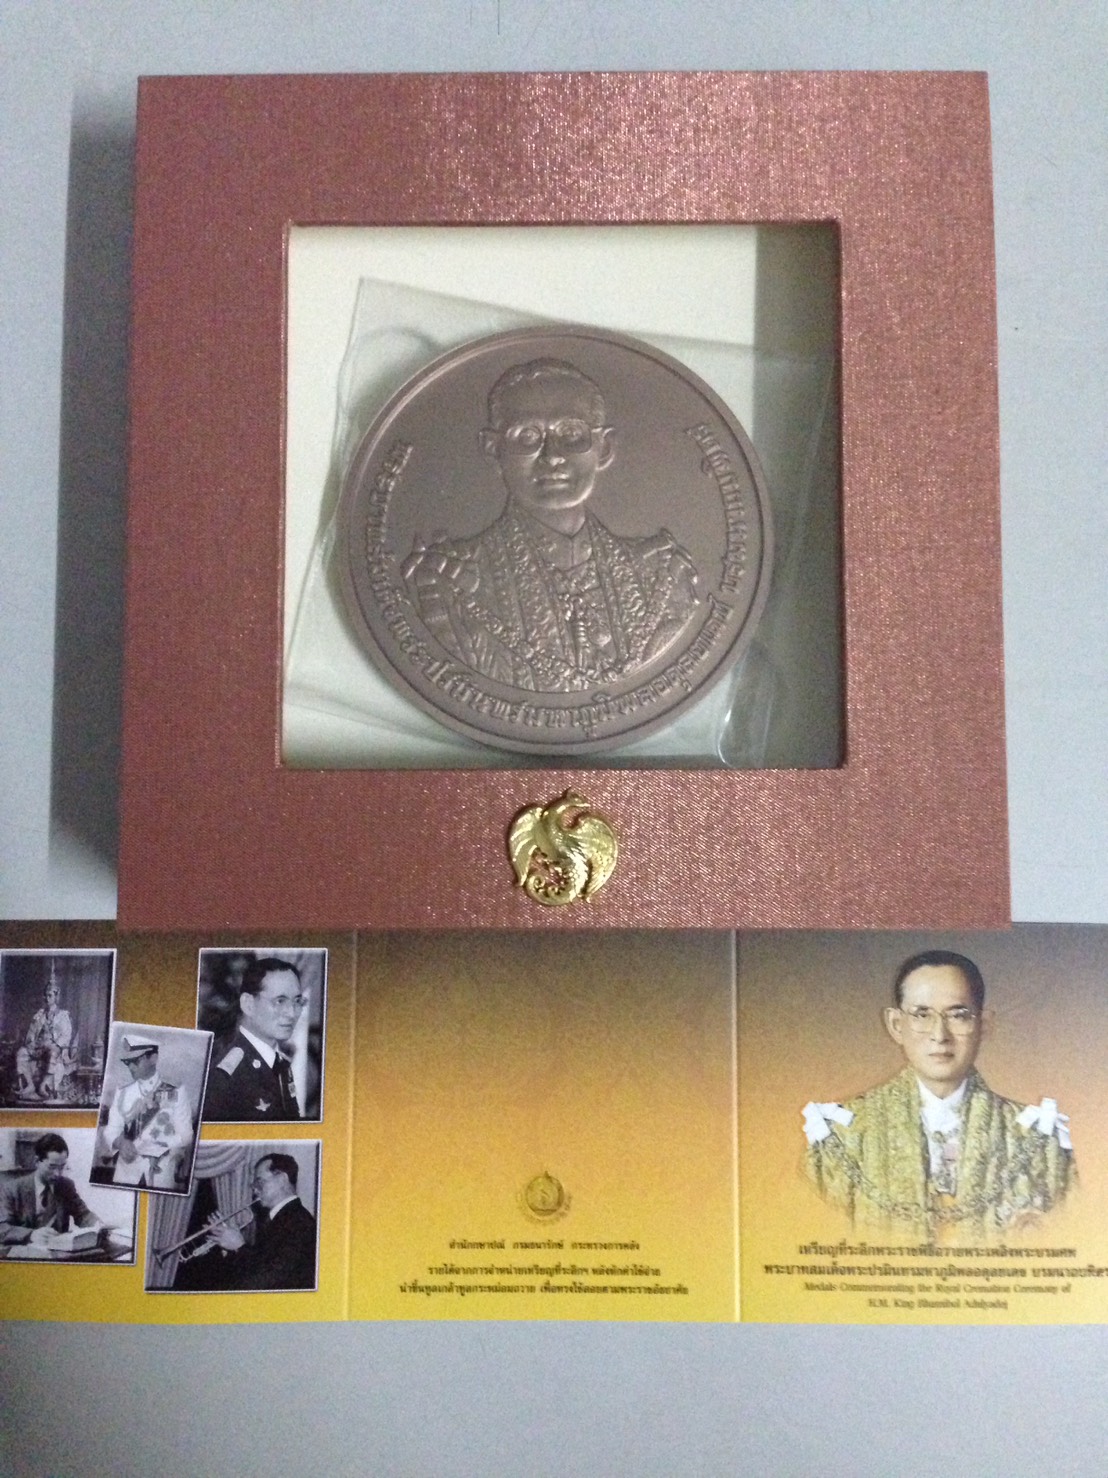 พระบาทสมเด็จพระปรมินทรมหาภูมิพลอดุลยเดช บรมนาถบพิตร
สำนักกษาปณ์ กรมธนารักษ์ กระทรวงการคลัง
รายได้จากการจำหน่ายเหรียญที่ระลึกฯ หลังหักค่าใช้จ่าย
นำขึ้นทูลเกล้าทูลกระหม่อมถวาย เพื่อทรงใช้สอยตามพระราชอัธยาศัย
เหรียญที่ระลึกพระราชพิธีถวายพระเพลิงพระบรมศพ
พระบาทสมเด็จพระปรมินทรมหาภูมิพลอดุลยเดช บรมนาถบพิตร
Medals Commemorating the Royal Cremation Ceremony of
H.M. King Bhumibol Adulyadej